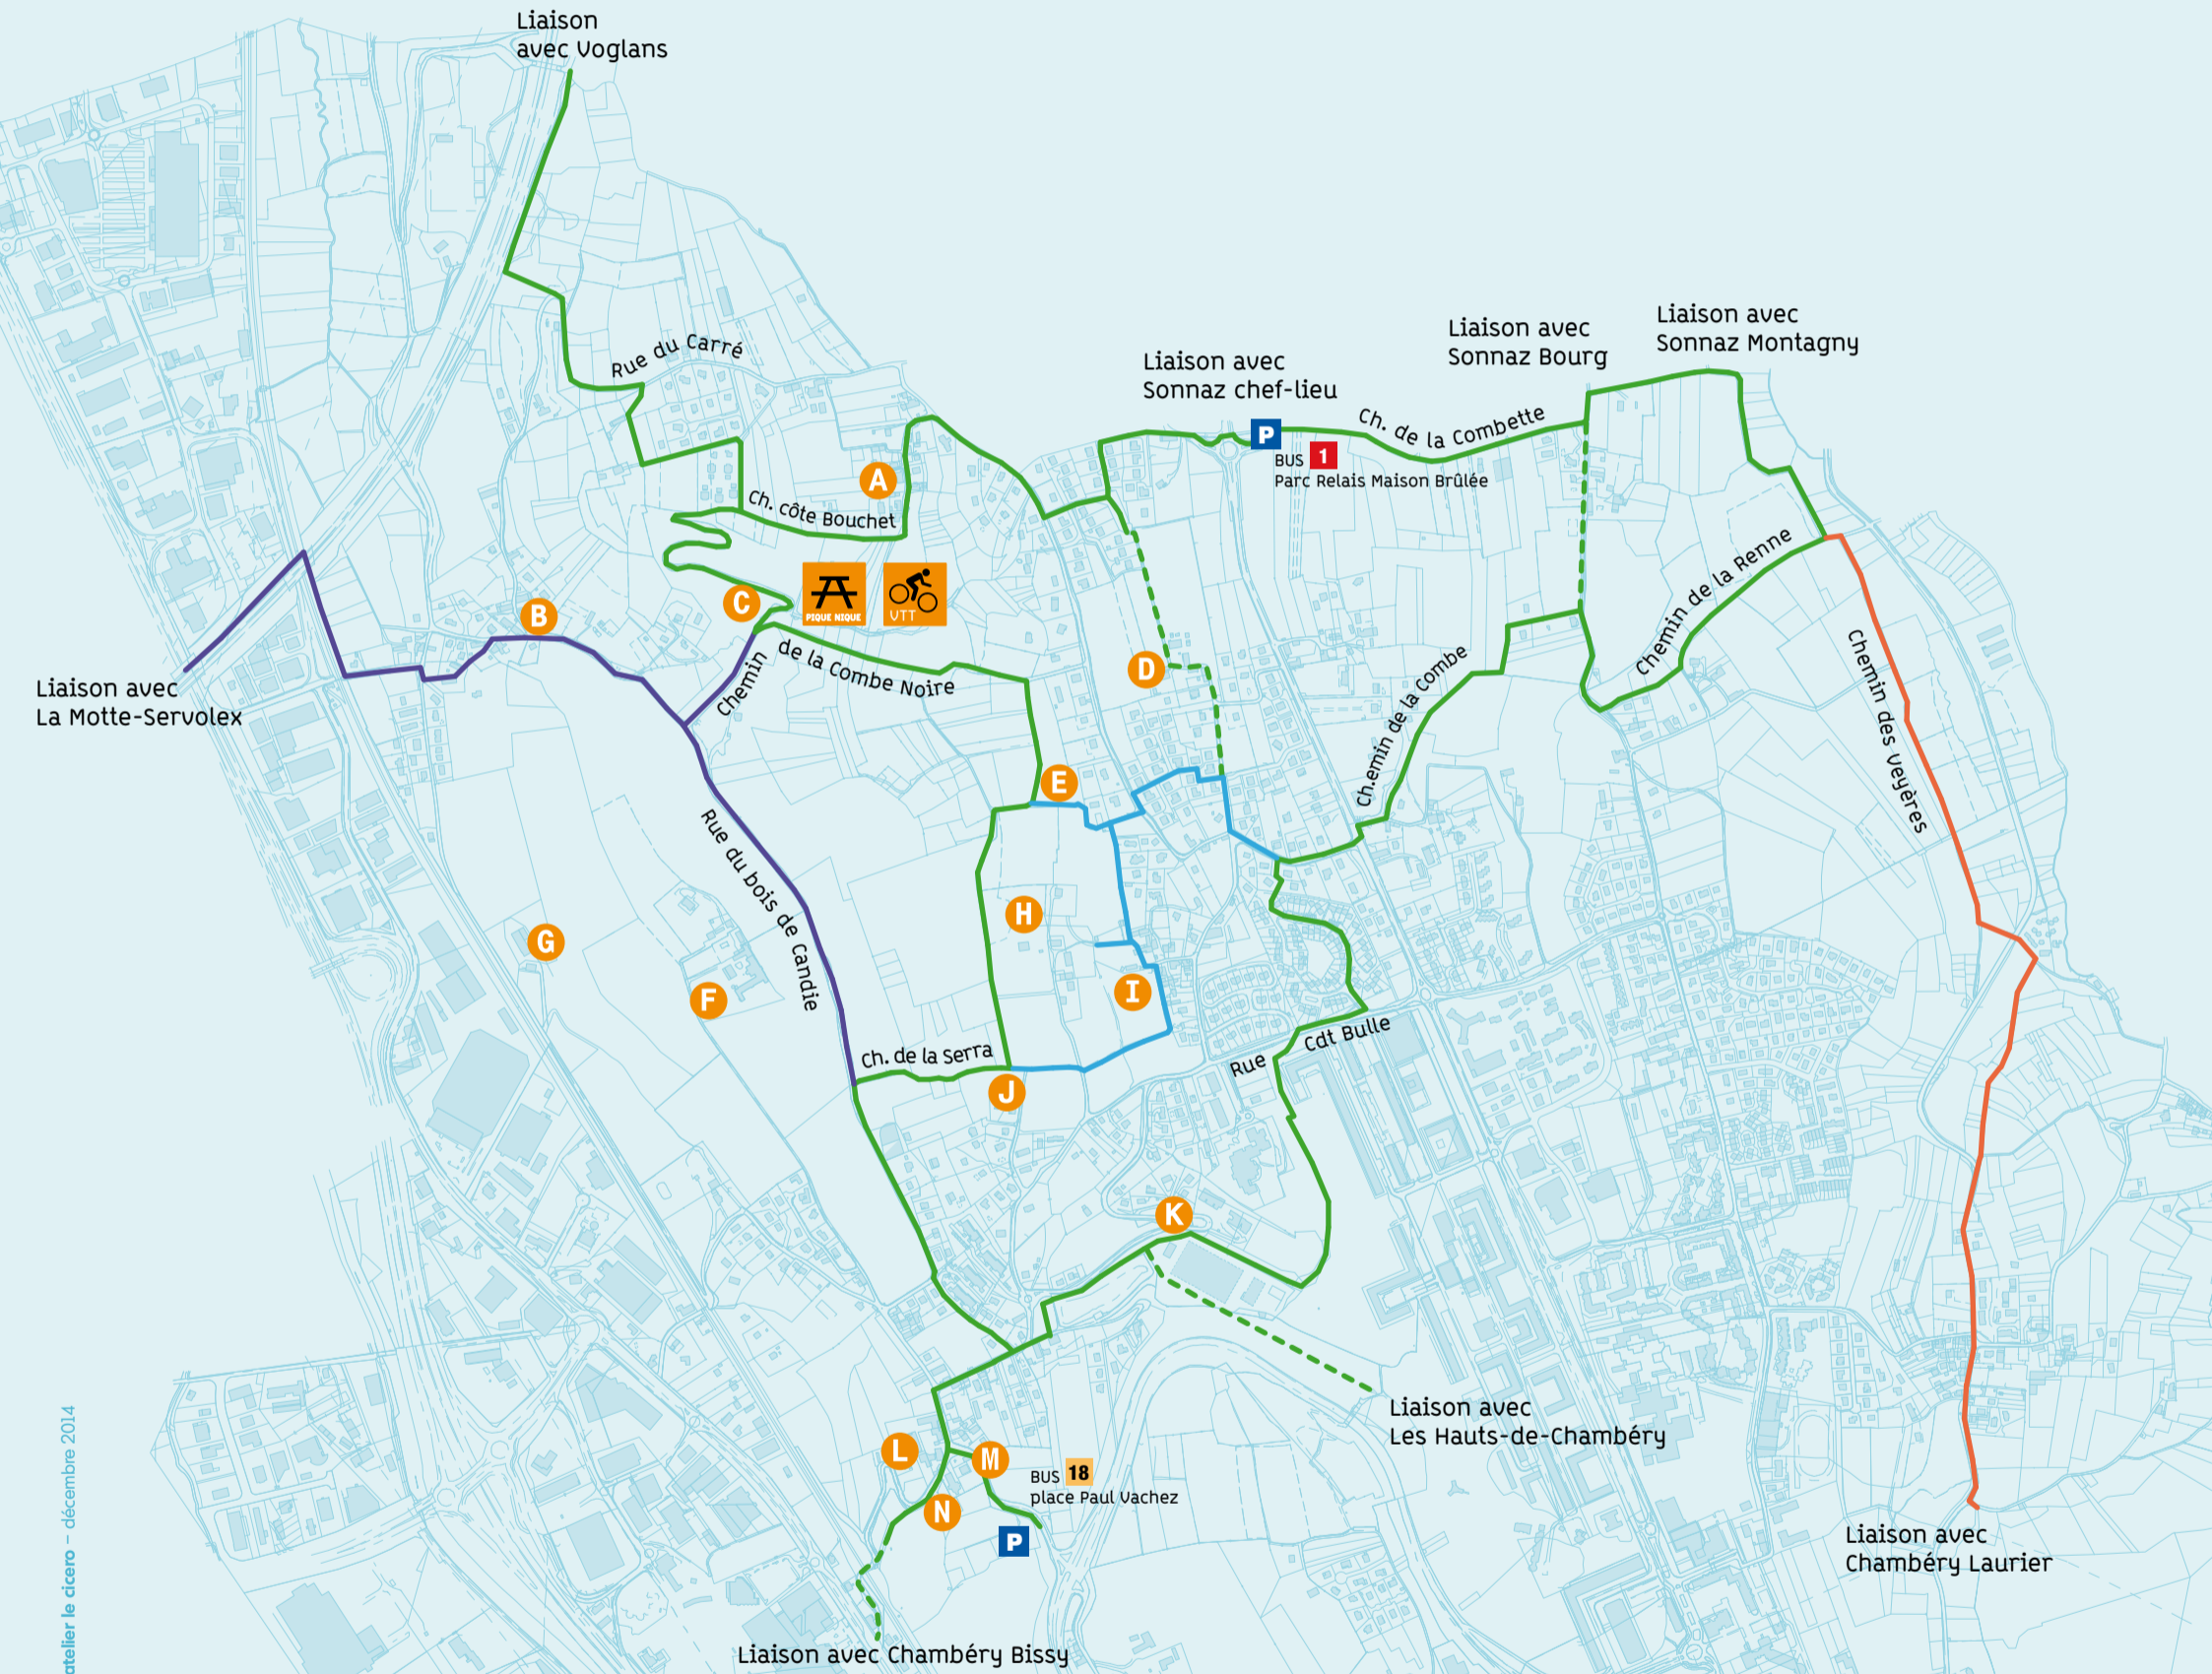 Liaison
avec Voglans
Rue du Carré
Liaison avec
Sonnaz chef-lieu
Liaison avec
Sonnaz Bourg
Liaison avec
Sonnaz Montagny
P
BUS 1
Parc Relais Maison Brûlée
Ch. de la Combette
A
Ch. côte Bouchet
Chemin de la Renne
B
C
PIQUE NIQUE
VTT
D
Liaison avec
La Motte-Servolex
Chemin
de la Combe Noire
Chemin de la Combe
Chemin des veyères
E
Rue du bois de Candie
H
G
F
I
Ch. de la Serra
Rue Cdt Bulle
J
K
Liaison avec
Les Hauts-de-Chambéry
L
M
BUS 18
place Paul Vachez
N
P
Liaison avec
Chambéry Laurier
Liaison avec Chambéry Bissy
atelier le cicero – décembre 2014